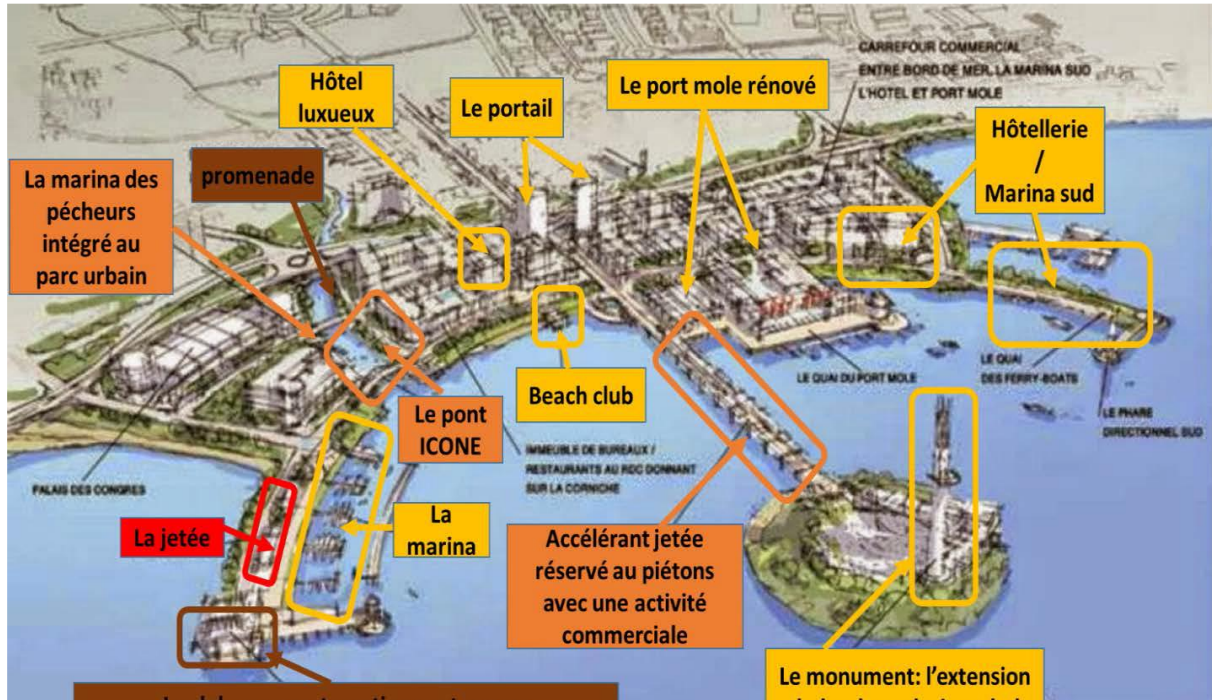 CARREFOUR COMMERCIAL
ENTRE BORD DE MER, LA MARINA SUD
L'HOTEL ET PORT MOLE
Hôtel
luxueux
Le portail
Le port mole rénové
Hôtellerie
/
Marina sud
La marina des
pécheurs
intégré au
parc urbain
promenade
Beach club
Le pont
ICONE
LE QUAI DU PORT MOLE
LE QUAI
DES FERRY-BOATS
LE PHARE
DIRECTIONNEL SUD
IMMEUBLE DE BUREAUX /
RESTAURANTS AU RDC DONNANT
SUR LA CORNICHE
PALAIS DES CONGRES
La jetée
La
marina
Accélérant jetée
réservé au piétons
avec une activité
commerciale
Le monument: l'extension